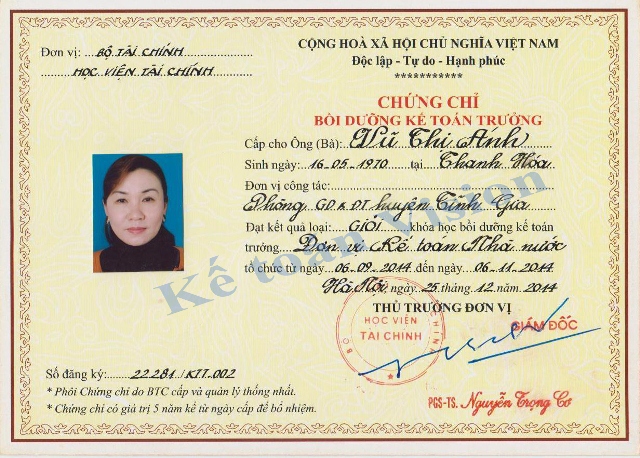 Đơn vị: BỘ TÀI CHÍNH
HỌC VIỆN TÀI CHÍNH
CỘNG HOÀ XÃ HỘI CHỦ NGHĨA VIỆT NAM
Độc lập - Tự do - Hạnh phúc
***********
CHỨNG CHỈ
BỒI DƯỠNG KẾ TOÁN TRƯỞNG
Cấp cho Ông (Bà): Vũ Thị Ánh
Sinh ngày: 16-05-1970 tại Thanh Hóa
Đơn vị công tác:
Phòng GD & ĐT huyện Tĩnh Gia
Đạt kết quả loại: Giỏi khóa học bồi dưỡng kế toán
trưởng Đơn vị Kế toán Nhà nước
tổ chức từ ngày 06-09-2014 đến ngày 06-11-2014
Hà Nội, ngày 25 tháng 12 năm 2014
THỦ TRƯỞNG ĐƠN VỊ
GIÁM ĐỐC
HỌC VIỆN
TÀI CHÍNH
Số đăng ký: 22281/KTT.002
* Phôi Chứng chỉ do BTC cấp và quản lý thống nhất.
* Chứng chỉ có giá trị 5 năm kể từ ngày cấp để bổ nhiệm.
PGS-TS. Nguyễn Trọng Cơ
Kế toán Vision